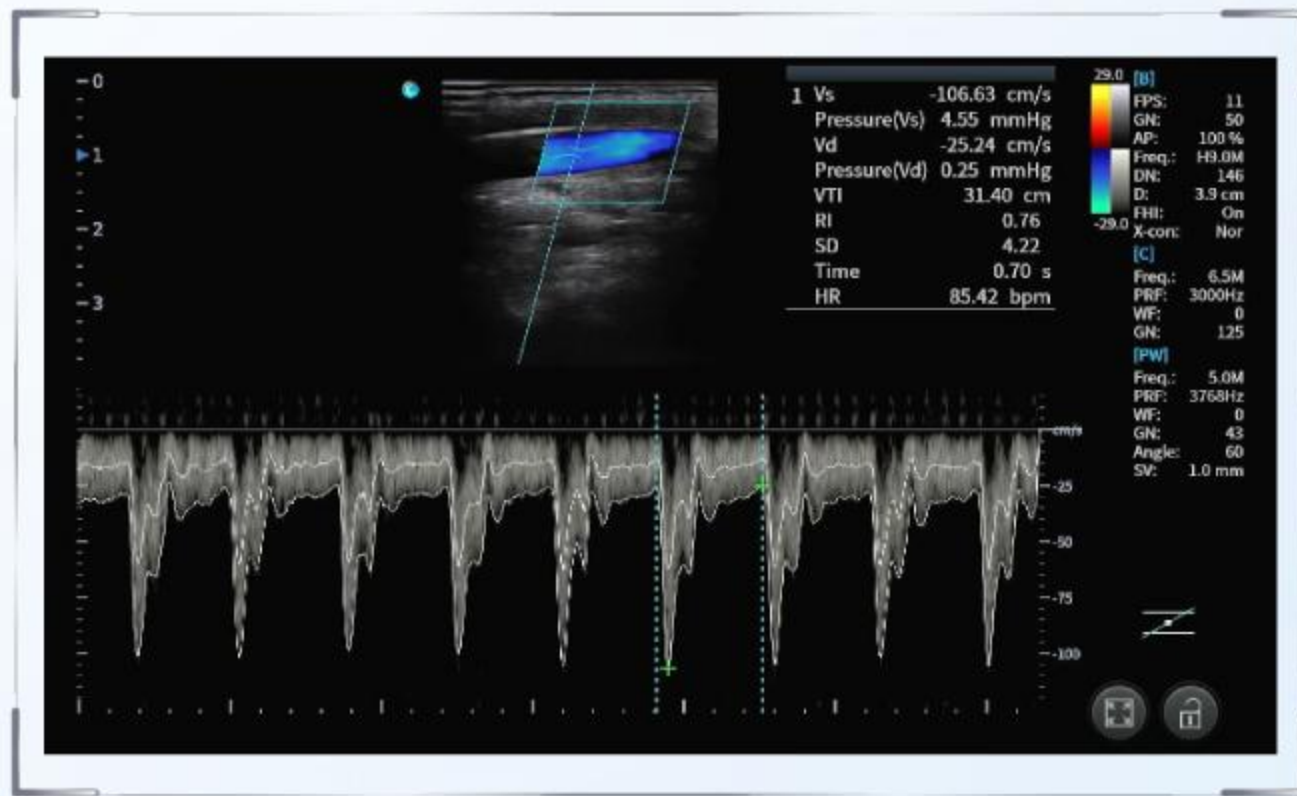 0
1
2
3
1 Vs -106.63 cm/s
Pressure(Vs) 4.55 mmHg
Vd -25.24 cm/s
Pressure(Vd) 0.25 mmHg
VTI 31.40 cm
RI 0.76
SD 4.22
Time 0.70 s
HR 85.42 bpm
29.0
-29.0
[B]
FPS: 11
GN: 50
AP: 100 %
Freq.: H9.0M
DN: 146
D: 3.9 cm
FHI: On
X-con: Nor
[C]
Freq.: 6.5M
PRF: 3000Hz
WF: 0
GN: 125
[PW]
Freq.: 5.0M
PRF: 3768Hz
WF: 0
GN: 43
Angle: 60
SV: 1.0 mm
cm/s
-25
-50
-75
-100